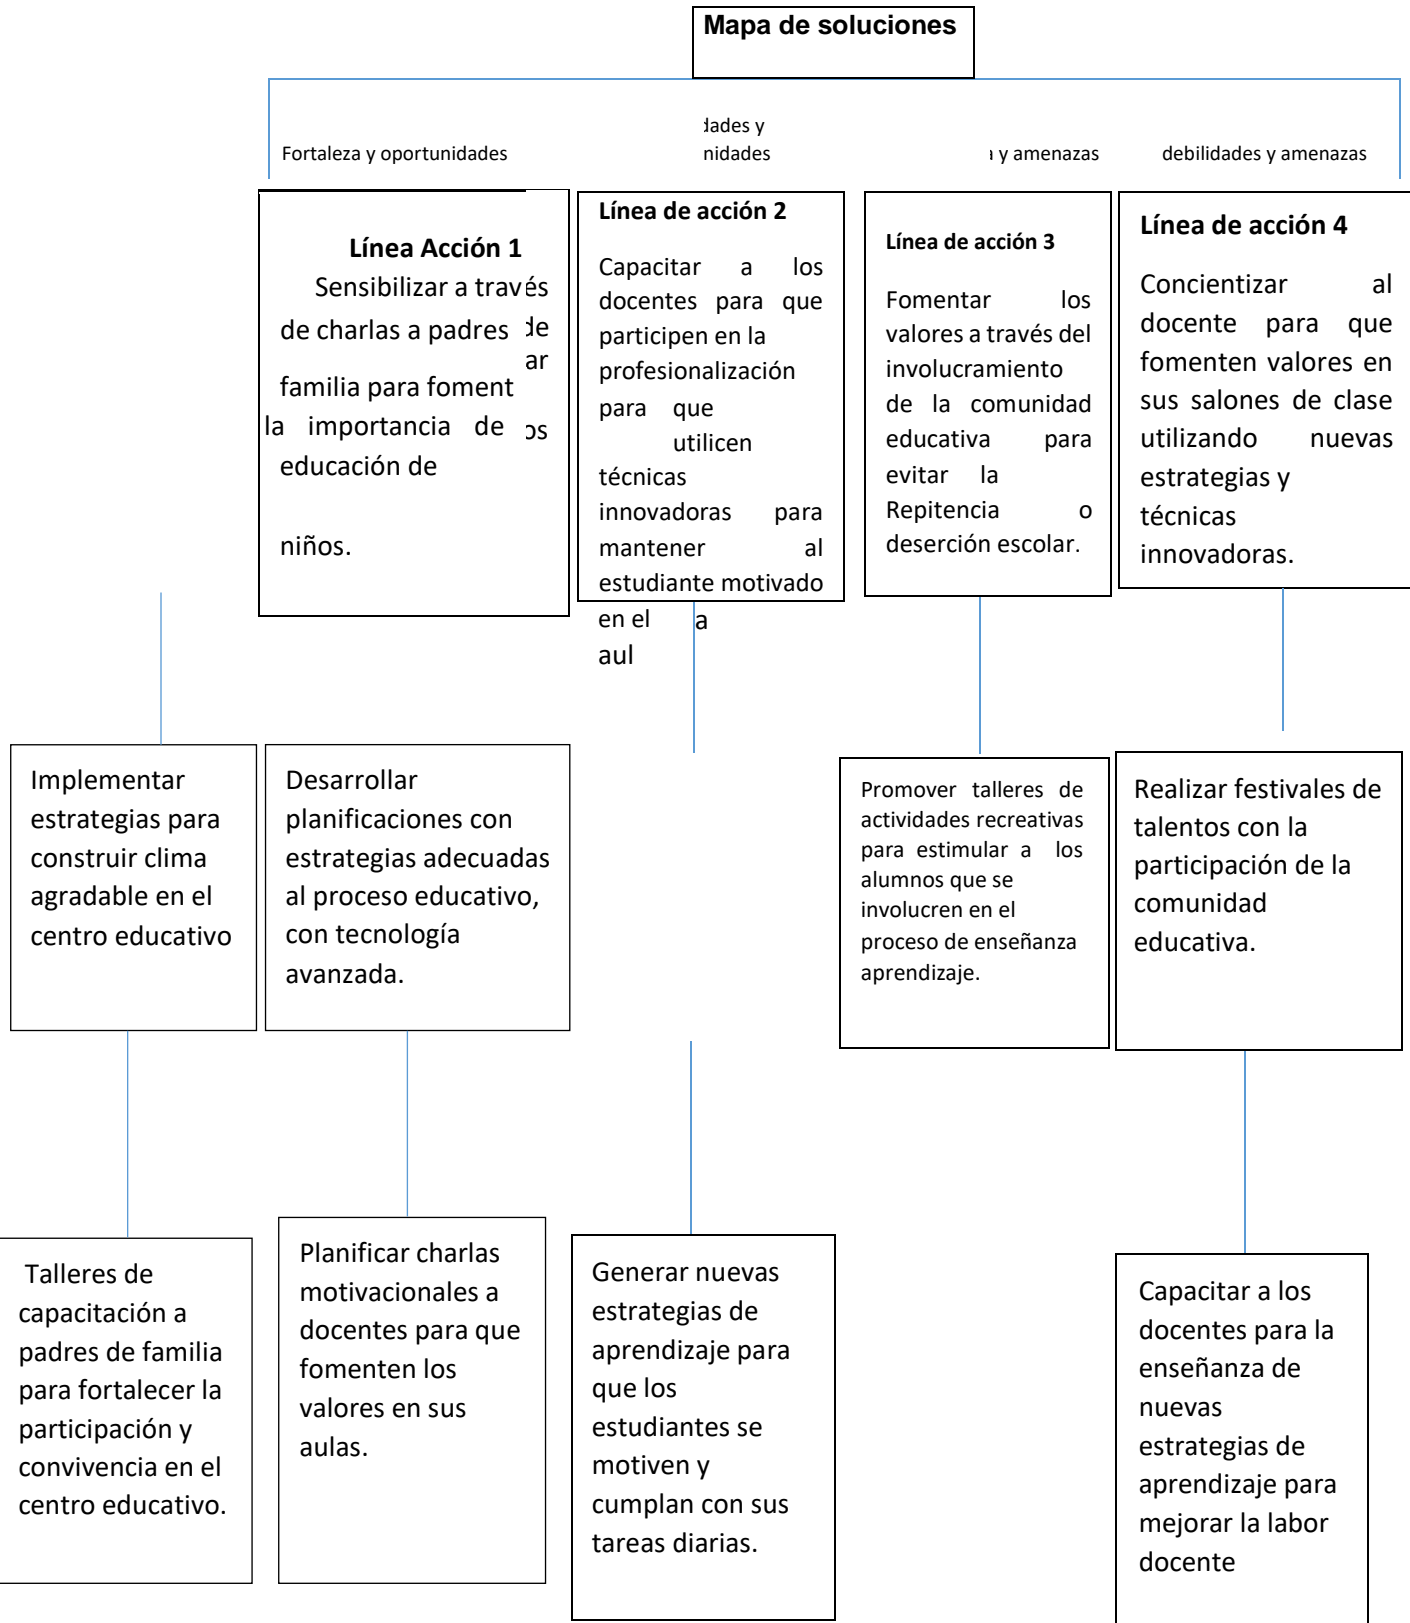 Mapa de soluciones
Fortaleza y oportunidades
dades y
nidades
y amenazas
debilidades y amenazas
Línea Acción 1
Sensibilizar a través
de charlas a padres de
ar
familia para foment
la importancia de os
educación de
niños.
Línea de acción 2
Capacitar a los
docentes para que
participen en la
profesionalización
para que
utilicen
técnicas
innovadoras para
mantener al
estudiante motivado
en el a
aul
Línea de acción 3
Fomentar los
valores a través del
involucramiento
de la comunidad
educativa para
evitar la
Repitencia o
deserción escolar.
Línea de acción 4
Concientizar al
docente para que
fomenten valores en
sus salones de clase
utilizando nuevas
estrategias y
técnicas
innovadoras.
Implementar
estrategias para
construir clima
agradable en el
centro educativo
Desarrollar
planificaciones con
estrategias adecuadas
al proceso educativo,
con tecnología
avanzada.
Promover talleres de
actividades recreativas
para estimular a los
alumnos que se
involucren en el
proceso de enseñanza
aprendizaje.
Realizar festivales de
talentos con la
participación de la
comunidad
educativa.
Talleres de
capacitación a
padres de familia
para fortalecer la
participación y
convivencia en el
centro educativo.
Planificar charlas
motivacionales a
docentes para que
fomenten los
valores en sus
aulas.
Generar nuevas
estrategias de
aprendizaje para
que los
estudiantes se
motiven y
cumplan con sus
tareas diarias.
Capacitar a los
docentes para la
enseñanza de
nuevas
estrategias de
aprendizaje para
mejorar la labor
docente